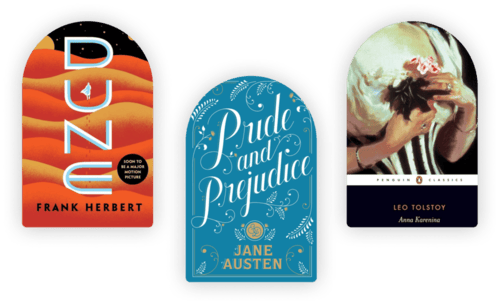 DUNE
SOON TO
BE A MAJOR
MOTION
PICTURE
FRANK HERBERT
Pride
and
Prejudice
JANE
AUSTEN
PENGUIN CLASSICS
LEO TOLSTOY
Anna Karenina